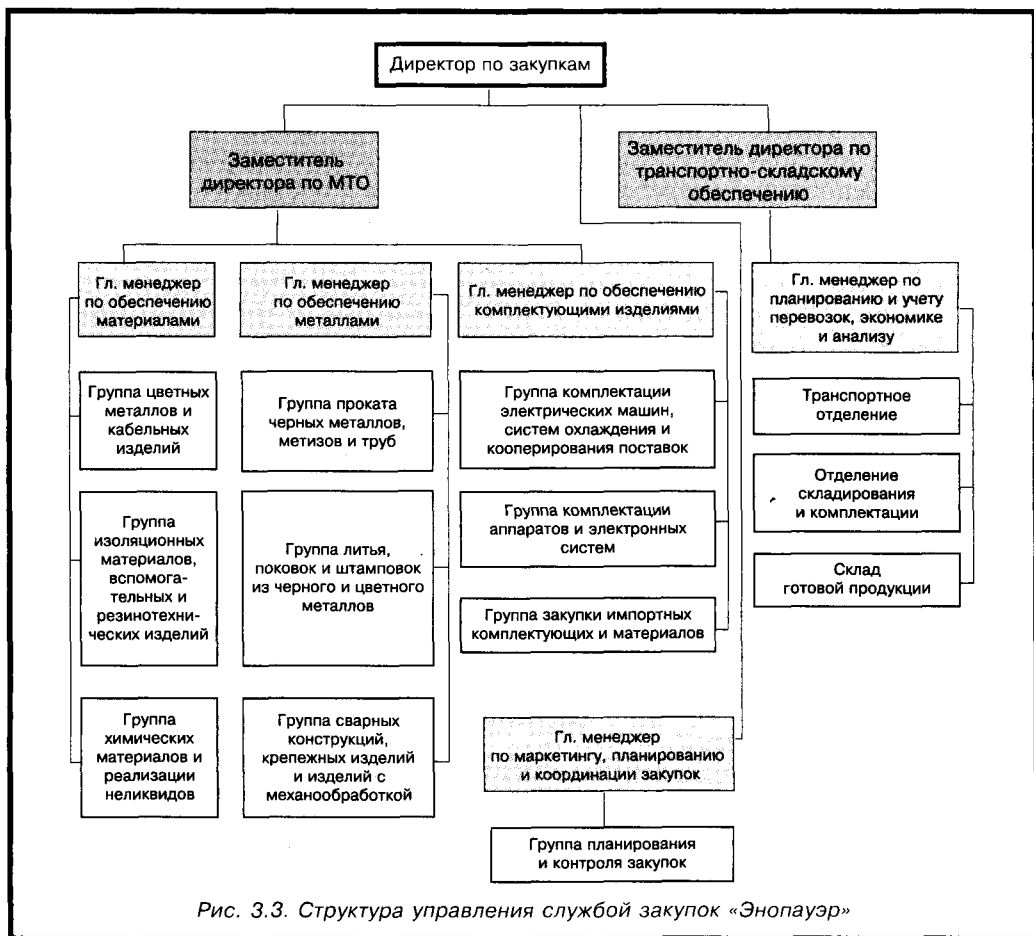 Директор по закупкам
Заместитель
директора по МТО
Заместитель директора по
транспортно-складскому
обеспечению
Гл. менеджер
по обеспечению
материалами
Гл. менеджер
по обеспечению
металлами
Гл. менеджер по обеспечению
комплектующими изделиями
Гл. менеджер по
планированию и учету
перевозок, экономике
и анализу
Группа цветных
металлов и
кабельных
изделий
Группа проката
черных металлов,
метизов и труб
Группа комплектации
электрических машин,
систем охлаждения и
кооперирования поставок
Транспортное
отделение
Группа
изоляционных
материалов,
вспомога-
тельных и
резинотехни-
ческих изделий
Группа литья,
поковок и штамповок
из черного и цветного
металлов
Группа комплектации
аппаратов и электронных
систем
Отделение
складирования
и комплектации
Группа закупки импортных
комплектующих и материалов
Склад
готовой продукции
Группа
химических
материалов и
реализации
неликвидов
Группа сварных
конструкций,
крепежных изделий
и изделий с
механообработкой
Гл. менеджер
по маркетингу, планированию
и координации закупок
Группа планирования
и контроля закупок
Рис. 3.3. Структура управления службой закупок «Энопауэр»